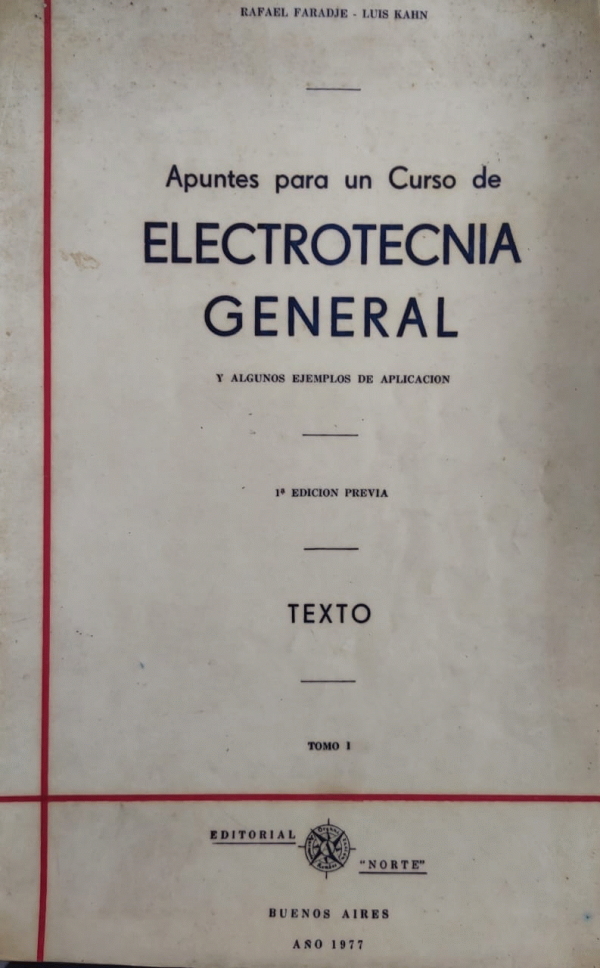 RAFAEL FARADJE - LUIS KAHN
Apuntes para un Curso de
ELECTROTECNIA
GENERAL
Y ALGUNOS EJEMPLOS DE APLICACION
1ª EDICION PREVIA
TEXTO
TOMO I
EDITORIAL
"NORTE"
BUENOS AIRES
AÑO 1977